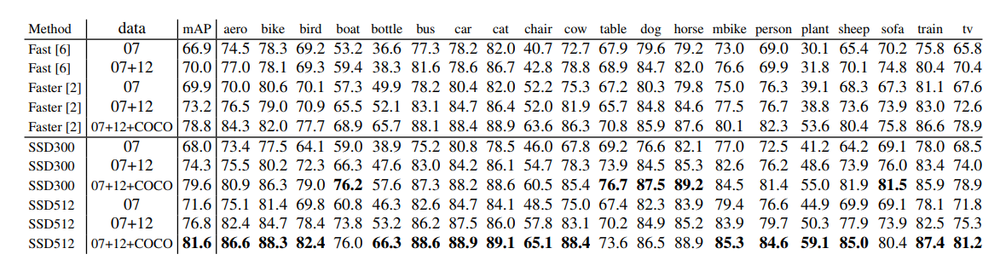 Method data mAP aero bike bird boat bottle bus car cat chair cow table dog horse mbike person plant sheep sofa train tv
Fast [6] 07 66.9 74.5 78.3 69.2 53.2 36.6 77.3 78.2 82.0 40.7 72.7 67.9 79.6 79.2 73.0 69.0 30.1 65.4 70.2 75.8 65.8
Fast [6] 07+12 70.0 77.0 78.1 69.3 59.4 38.3 81.6 78.6 86.7 42.8 78.8 68.9 84.7 82.0 76.6 69.9 31.8 70.1 74.8 80.4 70.4
Faster [2] 07 69.9 70.0 80.6 70.1 57.3 49.9 78.2 80.4 82.0 52.2 75.3 67.2 80.3 79.8 75.0 76.3 39.1 68.3 67.3 81.1 67.6
Faster [2] 07+12 73.2 76.5 79.0 70.9 65.5 52.1 83.1 84.7 86.4 52.0 81.9 65.7 84.8 84.6 77.5 76.7 38.8 73.6 73.9 83.0 72.6
Faster [2] 07+12+COCO 78.8 84.3 82.0 77.7 68.9 65.7 88.1 88.4 88.9 63.6 86.3 70.8 85.9 87.6 80.1 82.3 53.6 80.4 75.8 86.6 78.9
SSD300 07 68.0 73.4 77.5 64.1 59.0 38.9 75.2 80.8 78.5 46.0 67.8 69.2 76.6 82.1 77.0 72.5 41.2 64.2 69.1 78.0 68.5
SSD300 07+12 74.3 75.5 80.2 72.3 66.3 47.6 83.0 84.2 86.1 54.7 78.3 73.9 84.5 85.3 82.6 76.2 48.6 73.9 76.0 83.4 74.0
SSD300 07+12+COCO 79.6 80.9 86.3 79.0 76.2 57.6 87.3 88.2 88.6 60.5 85.4 76.7 87.5 89.2 84.5 81.4 55.0 81.9 81.5 85.9 78.9
SSD512 07 71.6 75.1 81.4 69.8 60.8 46.3 82.6 84.7 84.1 48.5 75.0 67.4 82.3 83.9 79.4 76.6 44.9 69.9 69.1 78.1 71.8
SSD512 07+12 76.8 82.4 84.7 78.4 73.8 53.2 86.2 87.5 86.0 57.8 83.1 70.2 84.9 85.2 83.9 79.7 50.3 77.9 73.9 82.5 75.3
SSD512 07+12+COCO 81.6 86.6 88.3 82.4 76.0 66.3 88.6 88.9 89.1 65.1 88.4 73.6 86.5 88.9 85.3 84.6 59.1 85.0 80.4 87.4 81.2